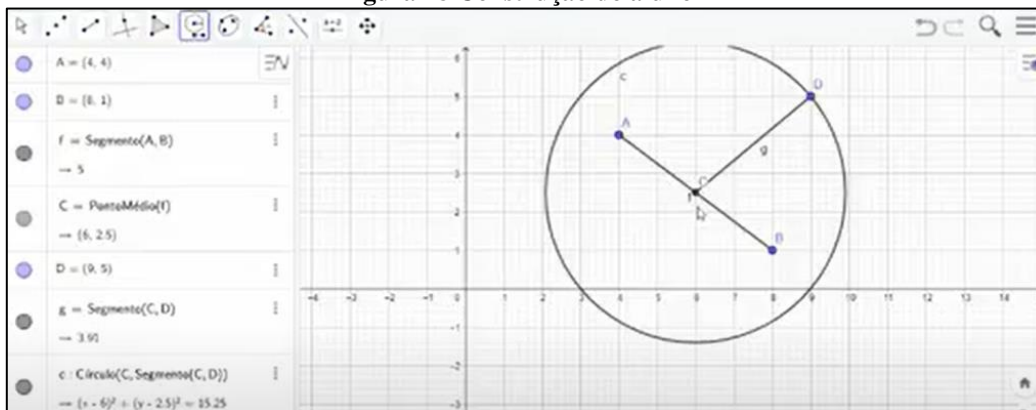 A = (4, 4)
B = (8, 1)
f = Segmento(A, B)
→ 5
C = PontoMédio(f)
→ (6, 2.5)
D = (9, 5)
g = Segmento(C, D)
→ 3.91
c : Círculo(C, Segmento(C, D))
→ (x - 6)² + (y - 2.5)² = 15.25
6
c
D
5
A
4
g
3
C
f
2
B
1
-4 -3 -2 -1 0 1 2 3 4 5 6 7 8 9 10 11 12 13 14
-1
-2
-3